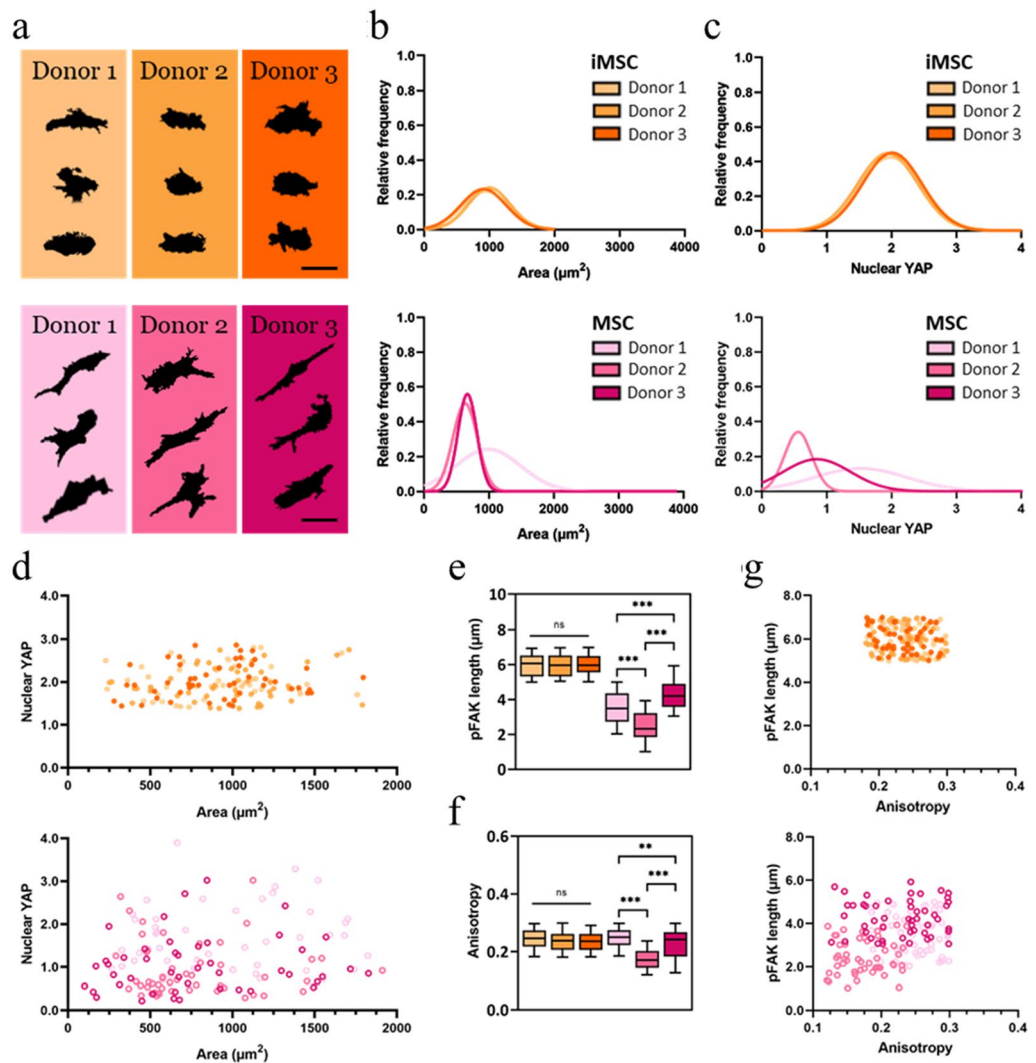 a
Donor 1 Donor 2 Donor 3
Donor 1 Donor 2 Donor 3
b
iMSC
Donor 1
Donor 2
Donor 3
Relative frequency
1.0
0.8
0.6
0.4
0.2
0.0
0 1000 2000 3000 4000
Area (µm²)
MSC
Donor 1
Donor 2
Donor 3
Relative frequency
1.0
0.8
0.6
0.4
0.2
0.0
0 1000 2000 3000 4000
Area (µm²)
c
iMSC
Donor 1
Donor 2
Donor 3
Relative frequency
1.0
0.8
0.6
0.4
0.2
0.0
0 1 2 3 4
Nuclear YAP
MSC
Donor 1
Donor 2
Donor 3
Relative frequency
1.0
0.8
0.6
0.4
0.2
0.0
0 1 2 3 4
Nuclear YAP
d
Nuclear YAP
4.0
3.0
2.0
1.0
0.0
0 500 1000 1500 2000
Area (µm²)
Nuclear YAP
4.0
3.0
2.0
1.0
0.0
0 500 1000 1500 2000
Area (µm²)
e
pFAK length (µm)
10
8
6
4
2
0
ns
***
***
***
f
Anisotropy
0.6
0.4
0.2
0.00
ns
**
***
***
g
pFAK length (µm)
8.0
6.0
4.0
2.0
0.0
0.1 0.2 0.3 0.4
Anisotropy
pFAK length (µm)
8.0
6.0
4.0
2.0
0.0
0.1 0.2 0.3 0.4
Anisotropy